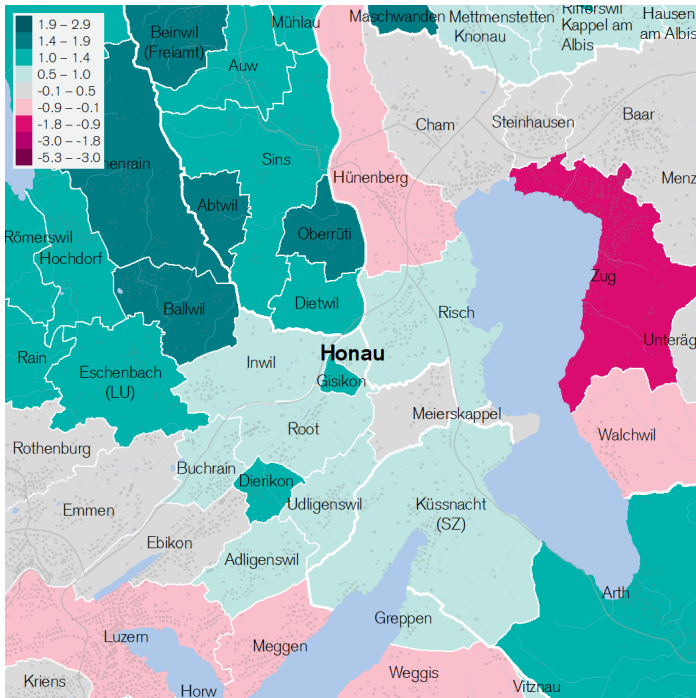 1.9 – 2.9
1.4 – 1.9
1.0 – 1.4
0.5 – 1.0
-0.1 – 0.5
-0.9 – -0.1
-1.8 – -0.9
-3.0 – -1.8
-5.3 – -3.0
Beinwil
(Freiamt)
Mühlau
Maschwanden
Mettmenstetten
Knonau
Rifferswil
Kappel am
Albis
Hausen
am Albis
Auw
Cham
Steinhausen
Baar
Sins
Hünenberg
Abtwil
Oberrüti
Römerswil
Hochdorf
Zug
Ballwil
Dietwil
Risch
Honau
Rain
Eschenbach
(LU)
Inwil
Gisikon
Meierskappel
Walchwil
Root
Rothenburg
Buchrain
Dierikon
Udligenswil
Küssnacht
(SZ)
Emmen
Ebikon
Adligenswil
Arth
Greppen
Luzern
Meggen
Weggis
Kriens
Horw
Vitznau